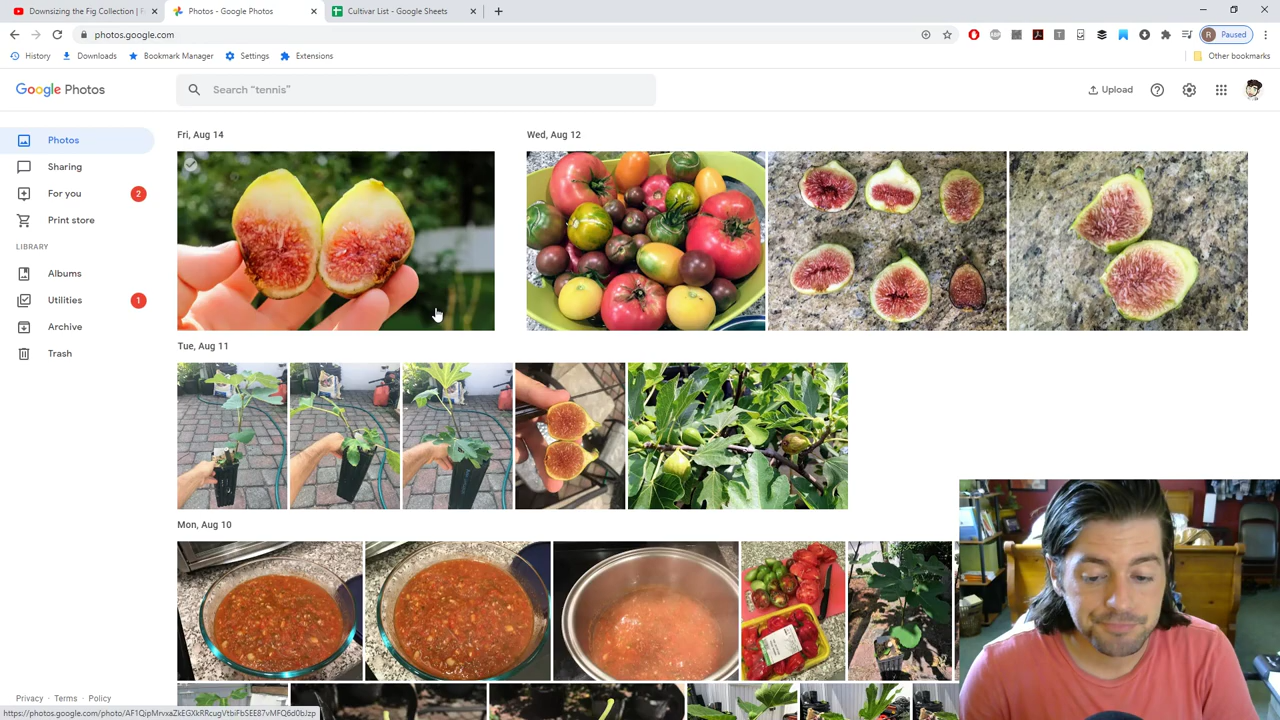 Downsizing the Fig Collection |
Photos - Google Photos
Cultivar List - Google Sheets
photos.google.com
R
Paused
History
Downloads
Bookmark Manager
Settings
Extensions
Other bookmarks
Google Photos
Search "tennis"
Upload
Photos
Sharing
For you
2
Print store
LIBRARY
Albums
Utilities
1
Archive
Trash
Fri, Aug 14
Wed, Aug 12
Tue, Aug 11
Mon, Aug 10
Privacy · Terms · Policy